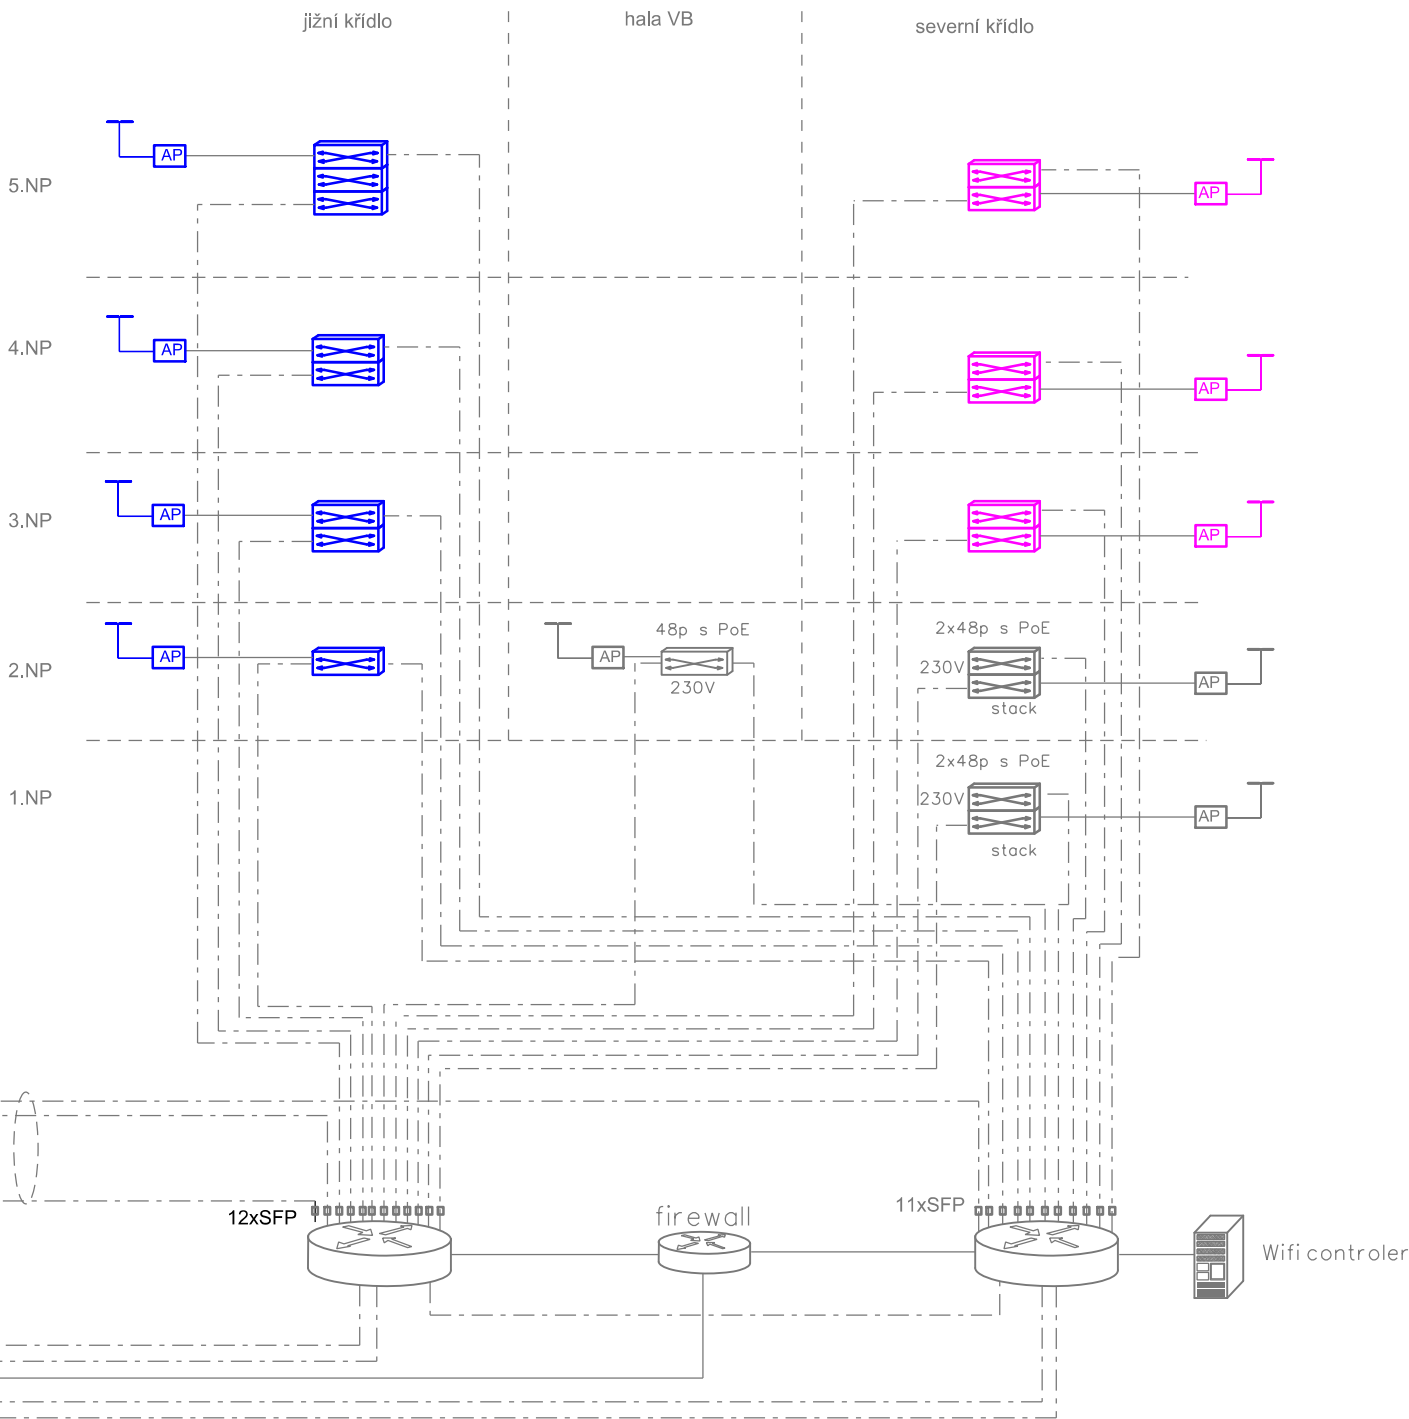 jižní křídlo
hala VB
severní křídlo
AP
5.NP
AP
4.NP
AP
AP
3.NP
AP
AP
AP
2.NP
AP
48p s PoE
AP
230V
2x48p s PoE
230V
stack
AP
1.NP
2x48p s PoE
230V
stack
AP
12xSFP
firewall
11xSFP
Wifi controler